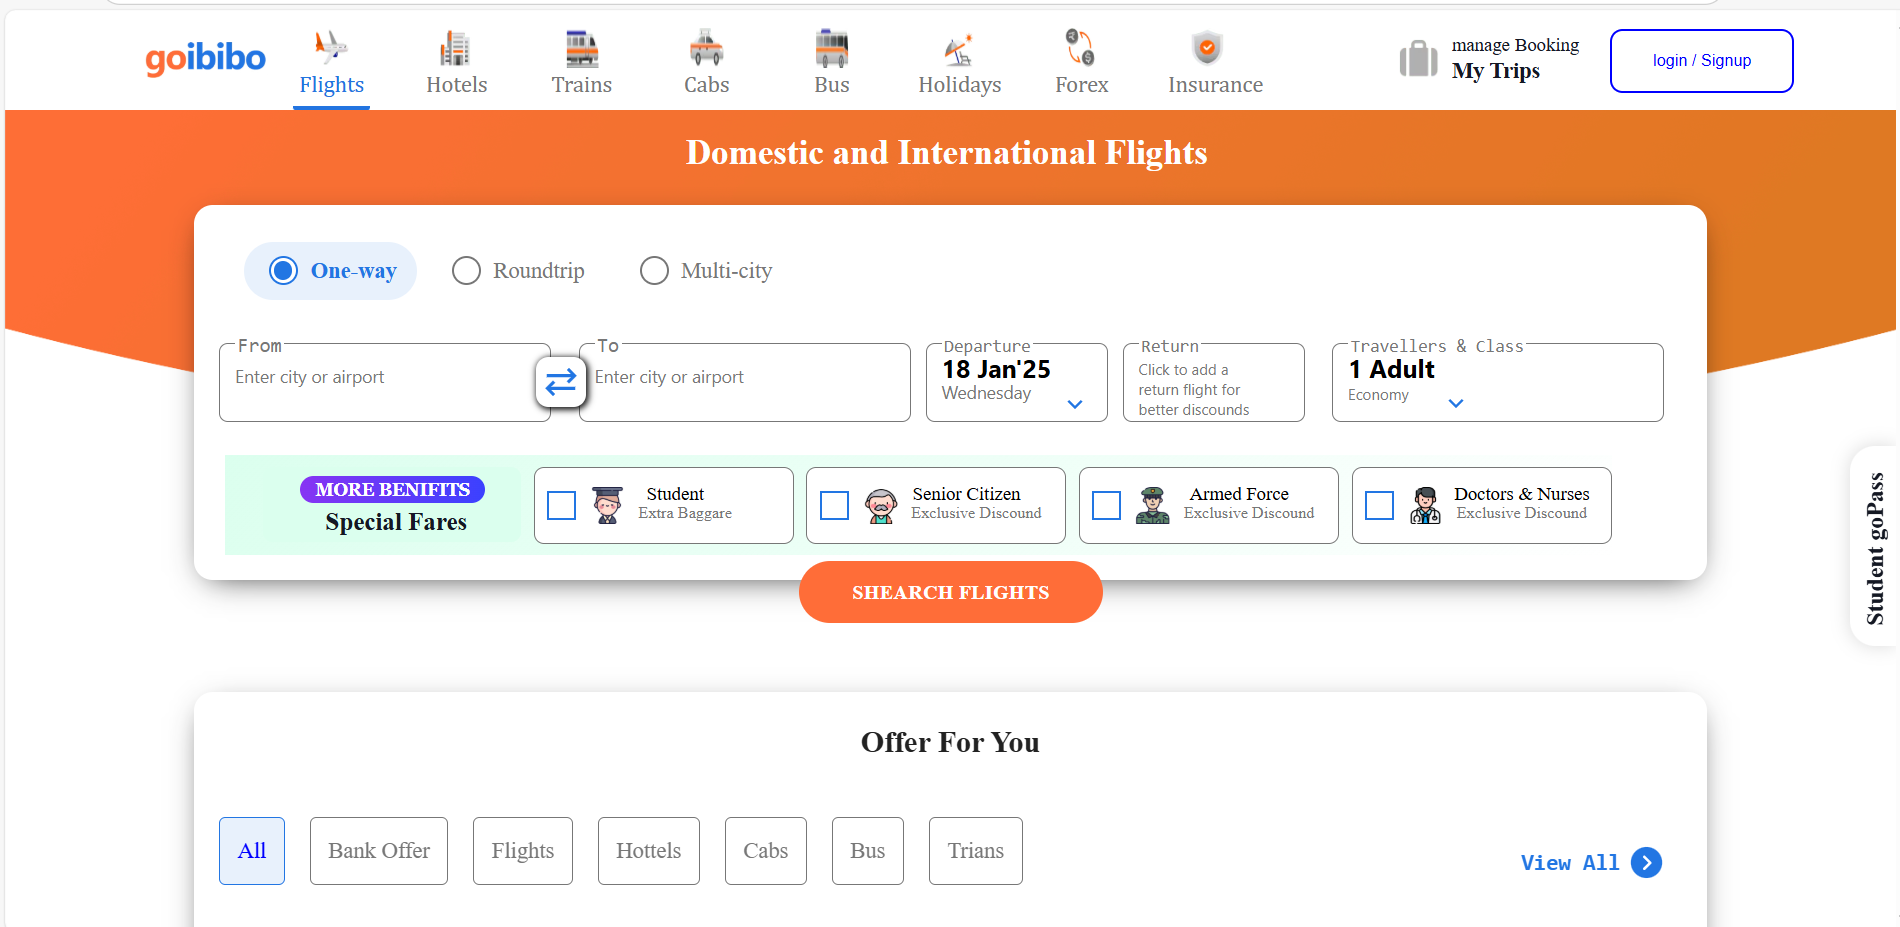 goibibo
Flights
Hotels
Trains
Cabs
Bus
Holidays
Forex
Insurance
manage Booking
My Trips
login / Signup
Domestic and International Flights
One-way
Roundtrip
Multi-city
From
Enter city or airport
To
Enter city or airport
Departure
18 Jan'25
Wednesday
Return
Click to add a
return flight for
better discounds
Travellers & Class
1 Adult
Economy
MORE BENIFITS
Special Fares
Student
Extra Baggare
Senior Citizen
Exclusive Discound
Armed Force
Exclusive Discound
Doctors & Nurses
Exclusive Discound
SHEARCH FLIGHTS
Student goPass
Offer For You
All
Bank Offer
Flights
Hottels
Cabs
Bus
Trians
View All